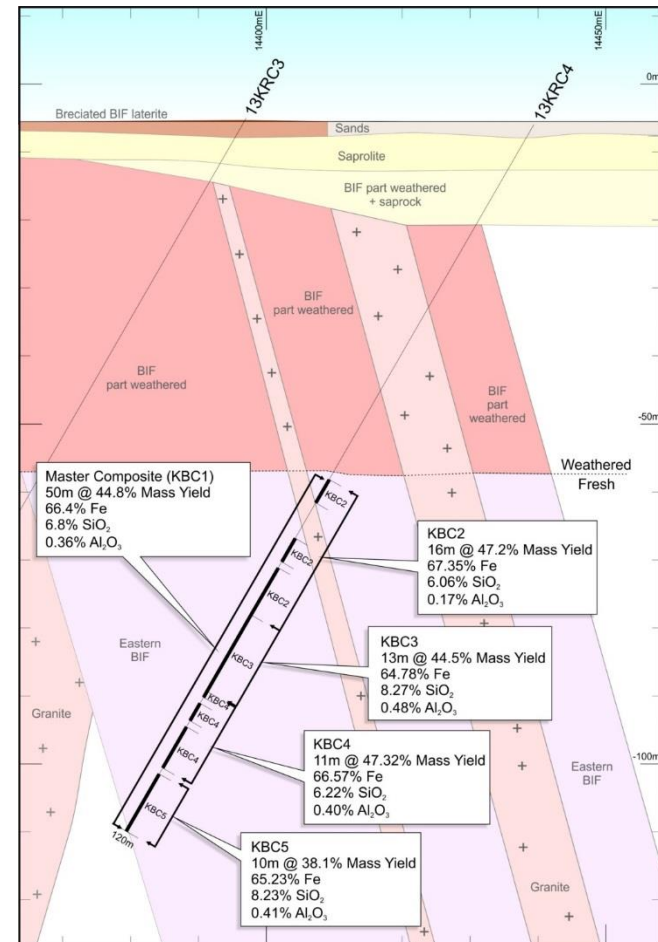 14400mE
14450mE
0m
13KRC3
13KRC4
Breciated BIF laterite
Sands
Saprolite
BIF part weathered
+ saprock
BIF
part weathered
BIF
part weathered
BIF
part
weathered
-50m
Weathered
Fresh
Master Composite (KBC1)
50m @ 44.8% Mass Yield
66.4% Fe
6.8% SiO₂
0.36% Al₂O₃
KBC2
KBC2
KBC2
KBC3
KBC4
KBC4
KBC4
KBC5
120m
KBC2
16m @ 47.2% Mass Yield
67.35% Fe
6.06% SiO₂
0.17% Al₂O₃
KBC3
13m @ 44.5% Mass Yield
64.78% Fe
8.27% SiO₂
0.48% Al₂O₃
KBC4
11m @ 47.32% Mass Yield
66.57% Fe
6.22% SiO₂
0.40% Al₂O₃
KBC5
10m @ 38.1% Mass Yield
65.23% Fe
8.23% SiO₂
0.41% Al₂O₃
Eastern
BIF
Granite
-100m
Eastern
BIF
Granite